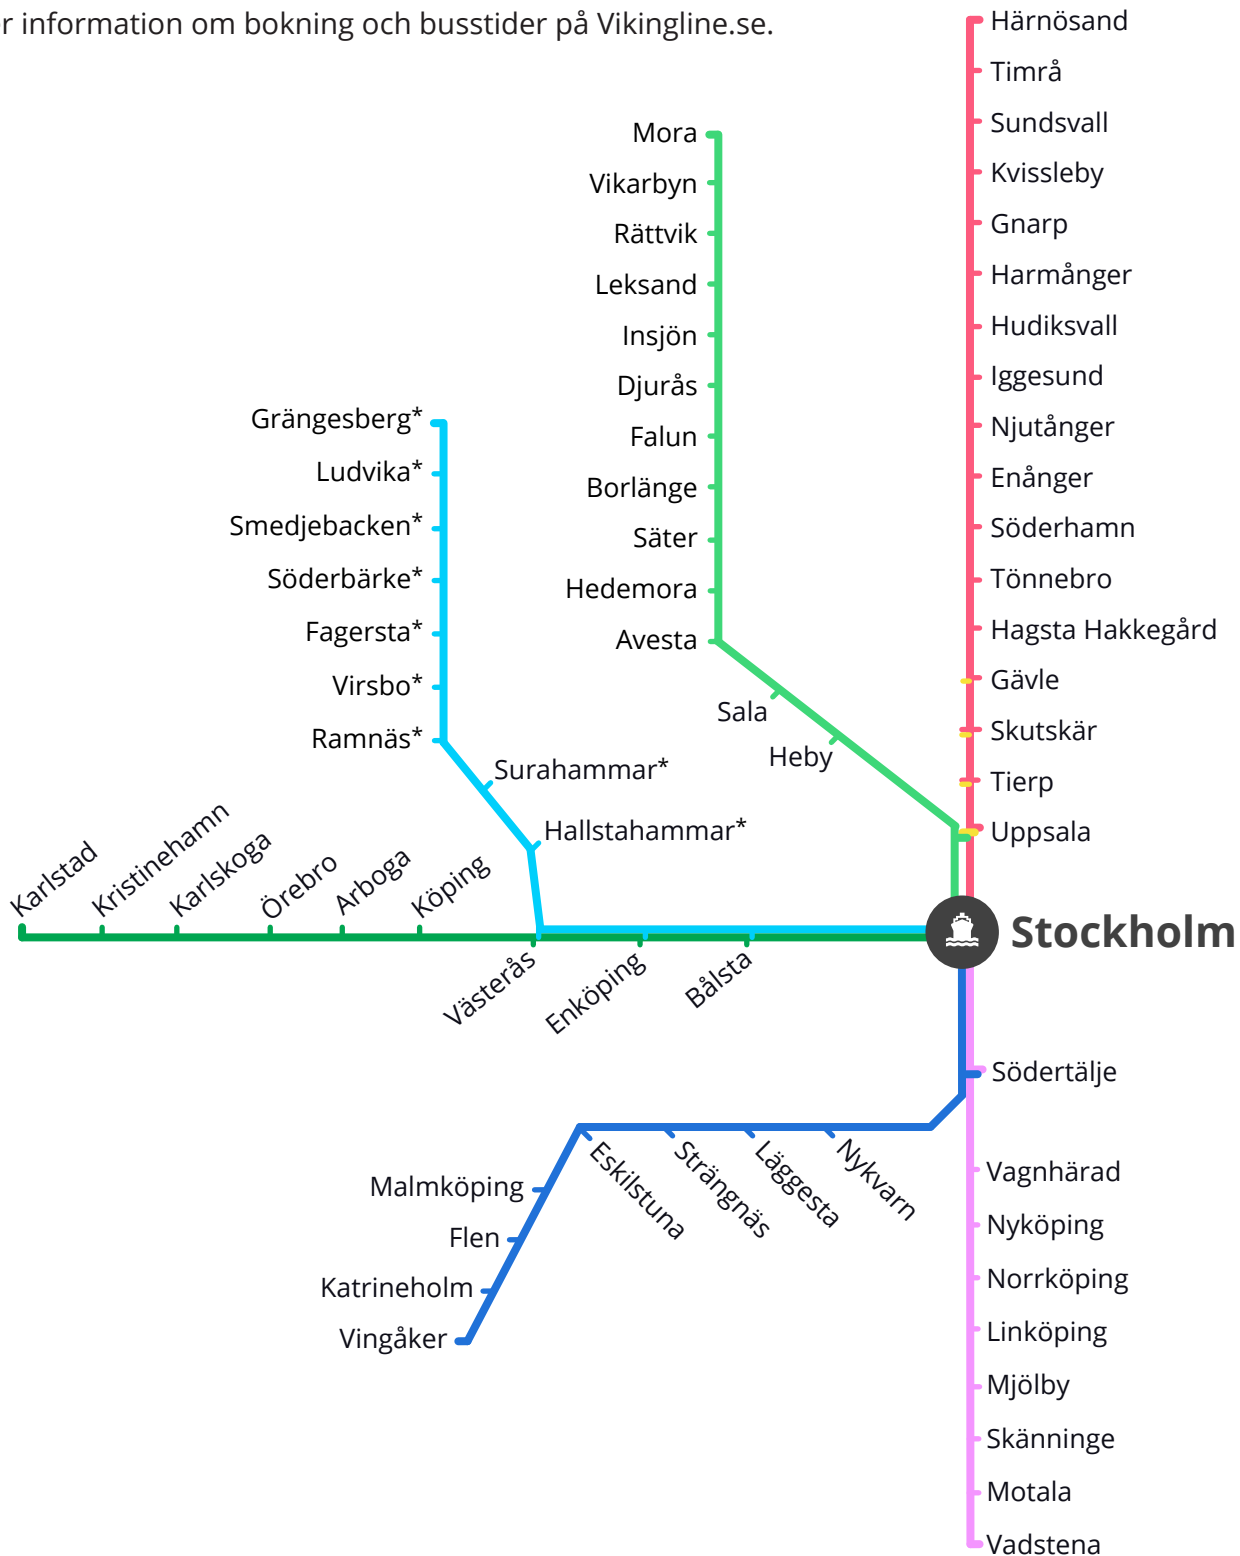 r information om bokning och busstider på Vikingline.se.
Härnösand
Timrå
Sundsvall
Kvissleby
Gnarp
Harmånger
Hudiksvall
Iggesund
Njutånger
Enånger
Söderhamn
Tönnebro
Hagsta Hakkegård
Gävle
Skutskär
Tierp
Uppsala
Mora
Vikarbyn
Rättvik
Leksand
Insjön
Djurås
Falun
Borlänge
Säter
Hedemora
Avesta
Sala
Heby
Grängesberg*
Ludvika*
Smedjebacken*
Söderbärke*
Fagersta*
Virsbo*
Ramnäs*
Surahammar*
Hallstahammar*
Karlstad
Kristinehamn
Karlskoga
Örebro
Arboga
Köping
Västerås
Enköping
Bålsta
Stockholm
Södertälje
Nykvarn
Läggesta
Strängnäs
Eskilstuna
Malmköping
Flen
Katrineholm
Vingåker
Vagnhärad
Nyköping
Norrköping
Linköping
Mjölby
Skänninge
Motala
Vadstena